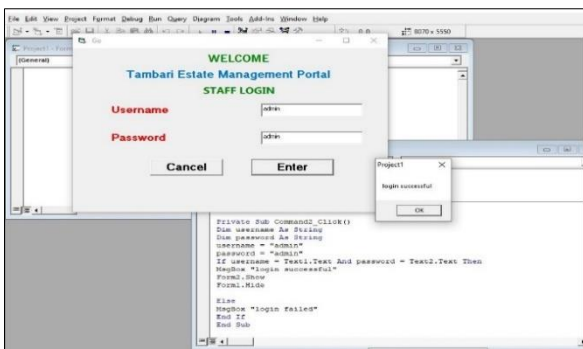 File Edit View Project Format Debug Run Query Diagram Tools Add-Ins Window Help
8070 x 5550
Project1 - Form
(General)
WELCOME
Tambari Estate Management Portal
STAFF LOGIN
Username
admin
Password
admin
Cancel
Enter
Project1
login successful
OK
Private Sub Command2_Click()
Dim username As String
Dim password As String
username = "admin"
password = "admin"
If username = Text1.Text And password = Text2.Text Then
MsgBox "login successful"
Form2.Show
Form1.Hide
Else
MsgBox "login failed"
End If
End Sub